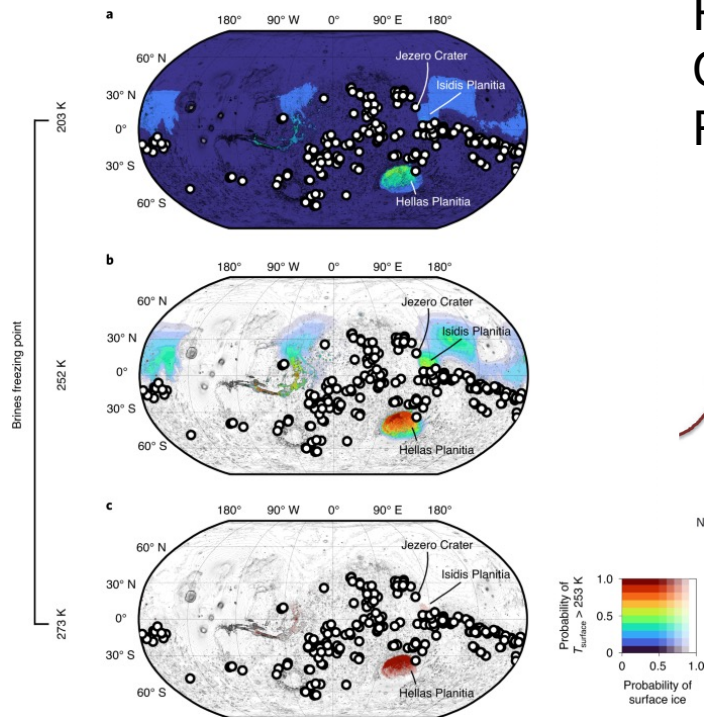 a
180° 90° W 0° 90° E 180°
Jezero Crater
60° N
Isidis Planitia
30° N
0°
30° S
60° S
Hellas Planitia
203 K
b
180° 90° W 0° 90° E 180°
60° N
Jezero Crater
30° N
Isidis Planitia
0°
30° S
60° S
Hellas Planitia
252 K
Brines freezing point
c
180° 90° W 0° 90° E 180°
60° N
Jezero Crater
30° N
Isidis Planitia
0°
30° S
60° S
Hellas Planitia
273 K
N
Probability of
Tsurface > 253 K
1.0
0.5
0
0 0.5 1.0
Probability of
surface ice